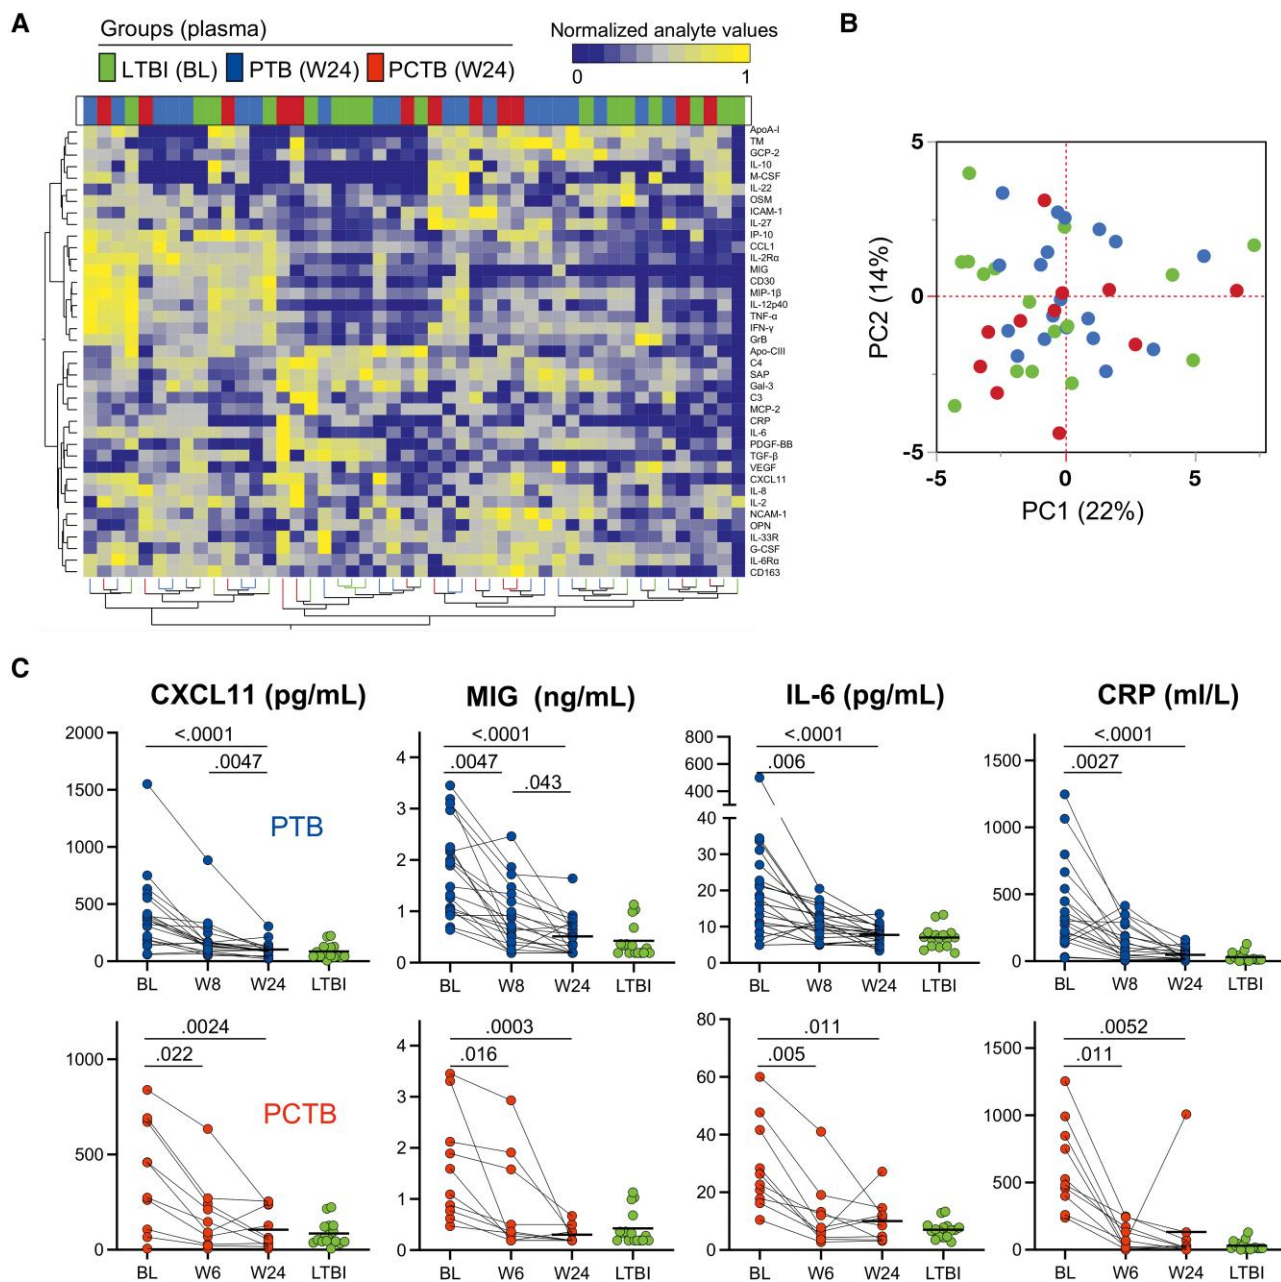 A
Groups (plasma)
LTBI (BL) PTB (W24) PCTB (W24)
Normalized analyte values
0 1
ApoA-I
TM
GCP-2
IL-10
M-CSF
IL-22
OSM
ICAM-1
IL-27
IP-10
CCL1
IL-2Rα
MIG
CD30
MIP-1β
IL-12p40
TNF-α
IFN-γ
GrB
Apo-CIII
C4
SAP
Gal-3
C3
MCP-2
CRP
IL-6
PDGF-BB
TGF-β
VEGF
CXCL11
IL-8
IL-2
NCAM-1
OPN
IL-33R
G-CSF
IL-6Rα
CD163
B
5
0
-5
PC2 (14%)
-5 0 5
PC1 (22%)
C
CXCL11 (pg/mL)
2000
1500
1000
500
0
<.0001
.0047
PTB
BL W8 W24 LTBI
MIG (ng/mL)
4
3
2
1
0
<.0001
.0047
.043
BL W8 W24 LTBI
IL-6 (pg/mL)
800
600
400
40
30
20
10
0
<.0001
.006
BL W8 W24 LTBI
CRP (ml/L)
1500
1000
500
0
<.0001
.0027
BL W8 W24 LTBI
1000
500
0
.0024
.022
PCTB
BL W6 W24 LTBI
4
3
2
1
0
.0003
.016
BL W6 W24 LTBI
80
60
40
20
0
.011
.005
BL W6 W24 LTBI
1500
1000
500
0
.0052
.011
BL W6 W24 LTBI